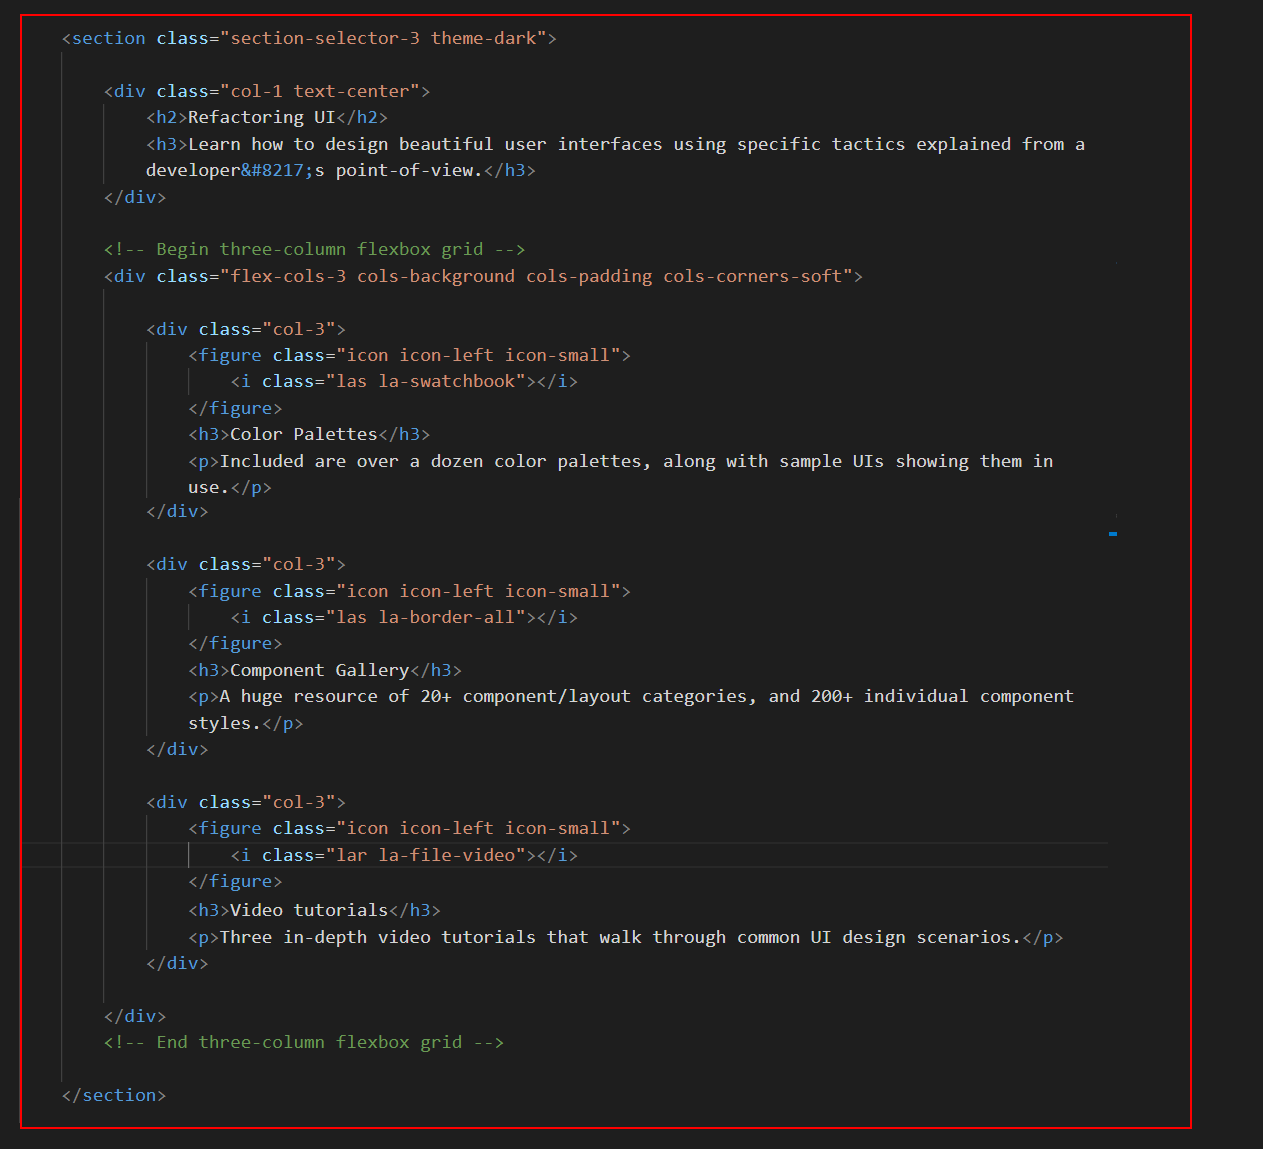 <section class="section-selector-3 theme-dark">
<div class="col-1 text-center">
<h2>Refactoring UI</h2>
<h3>Learn how to design beautiful user interfaces using specific tactics explained from a
developer&#8217;s point-of-view.</h3>
</div>
<!-- Begin three-column flexbox grid -->
<div class="flex-cols-3 cols-background cols-padding cols-corners-soft">
<div class="col-3">
<figure class="icon icon-left icon-small">
<i class="las la-swatchbook"></i>
</figure>
<h3>Color Palettes</h3>
<p>Included are over a dozen color palettes, along with sample UIs showing them in
use.</p>
</div>
<div class="col-3">
<figure class="icon icon-left icon-small">
<i class="las la-border-all"></i>
</figure>
<h3>Component Gallery</h3>
<p>A huge resource of 20+ component/layout categories, and 200+ individual component
styles.</p>
</div>
<div class="col-3">
<figure class="icon icon-left icon-small">
<i class="lar la-file-video"></i>
</figure>
<h3>Video tutorials</h3>
<p>Three in-depth video tutorials that walk through common UI design scenarios.</p>
</div>
</div>
<!-- End three-column flexbox grid -->
</section>